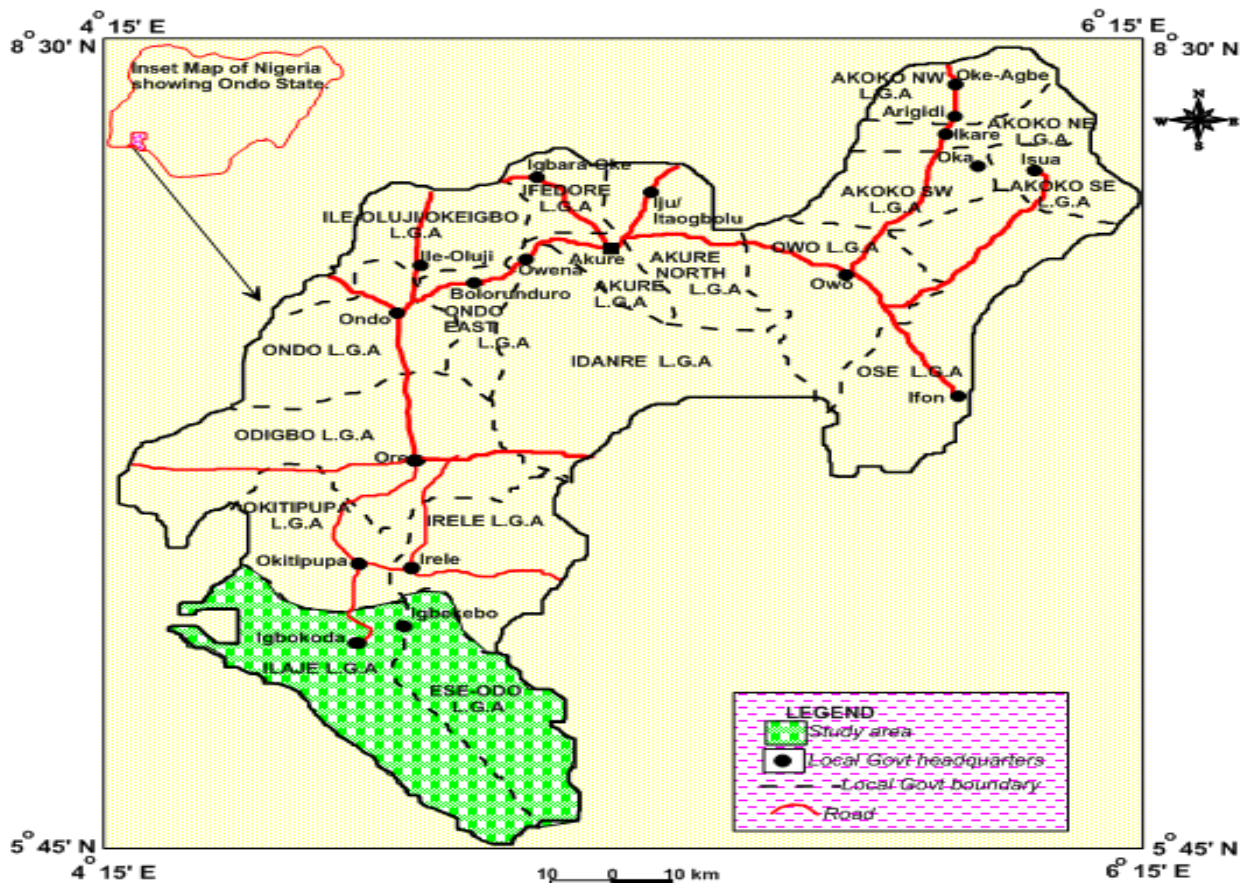 4° 15' E
6° 15' E
8° 30' N
8° 30' N
Inset Map of Nigeria
showing Ondo State.
N
W E
S
AKOKO NW
L.G.A
Oke-Agbe
Arigidi
AKOKO NE
L.G.A
Ikare
Oka
Isua
AKOKO SE
L.G.A
AKOKO SW
L.G.A
Igbara-Oke
IFEDORE
L.G.A
Iju/
Itaogbolu
ILE OLUJI/OKEIGBO
L.G.A
Ile-Oluji
Owena
Akure
AKURE
NORTH
L.G.A
OWO L.G.A
Owo
AKURE
L.G.A
Bolorunduro
Ondo
ONDO
EAST
L.G.A
ONDO L.G.A
IDANRE L.G.A
OSE L.G.A
Ifon
ODIGBO L.G.A
Ore
OKITIPUPA
L.G.A
IRELE L.G.A
Okitipupa
Irele
Igbekebo
Igbokoda
ILAJE L.G.A
ESE-ODO
L.G.A
LEGEND
Study area
Local Govt headquarters
Local Govt boundary
Road
5° 45' N
5° 45' N
4° 15' E
6° 15' E
10 0 10 km